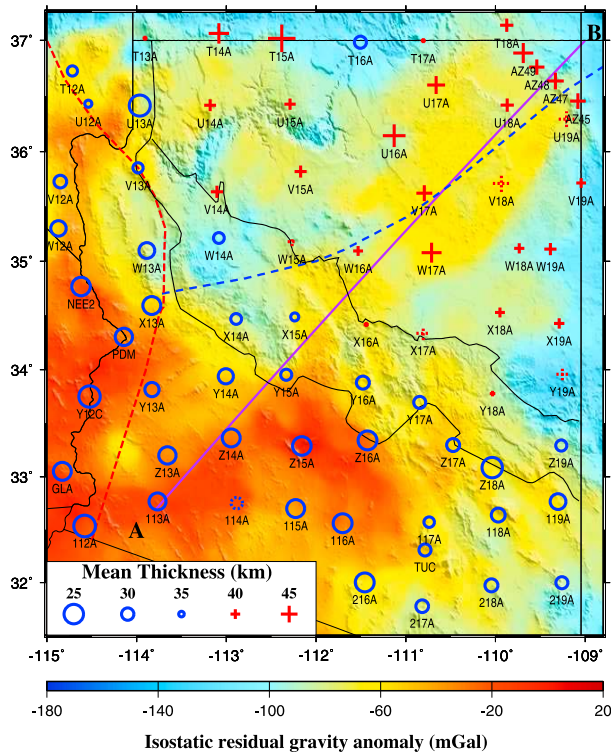 B
37°
T13A T14A T15A T16A T17A T18A
T12A AZ49
AZ48
U12A U13A U14A U15A U17A U18A AZ47 AZ45
36°
U16A U19A
V12A V13A V14A V15A V17A V18A V19A
W12A W13A W14A W15A W16A W17A W18A W19A
35°
NEE2 X13A X14A X15A X16A X17A X18A X19A
PDM
34°
Y12C Y13A Y14A Y15A Y16A Y17A Y18A Y19A
33°
GLA Z13A Z14A Z15A Z16A Z17A Z18A Z19A
112A 113A 114A 115A 116A 117A 118A 119A
A
TUC
32°
216A 217A 218A 219A
Mean Thickness (km)
25 30 35 40 45
-115 -114 -113 -112 -111 -110 -109
-180 -140 -100 -60 -20 20
Isostatic residual gravity anomaly (mGal)